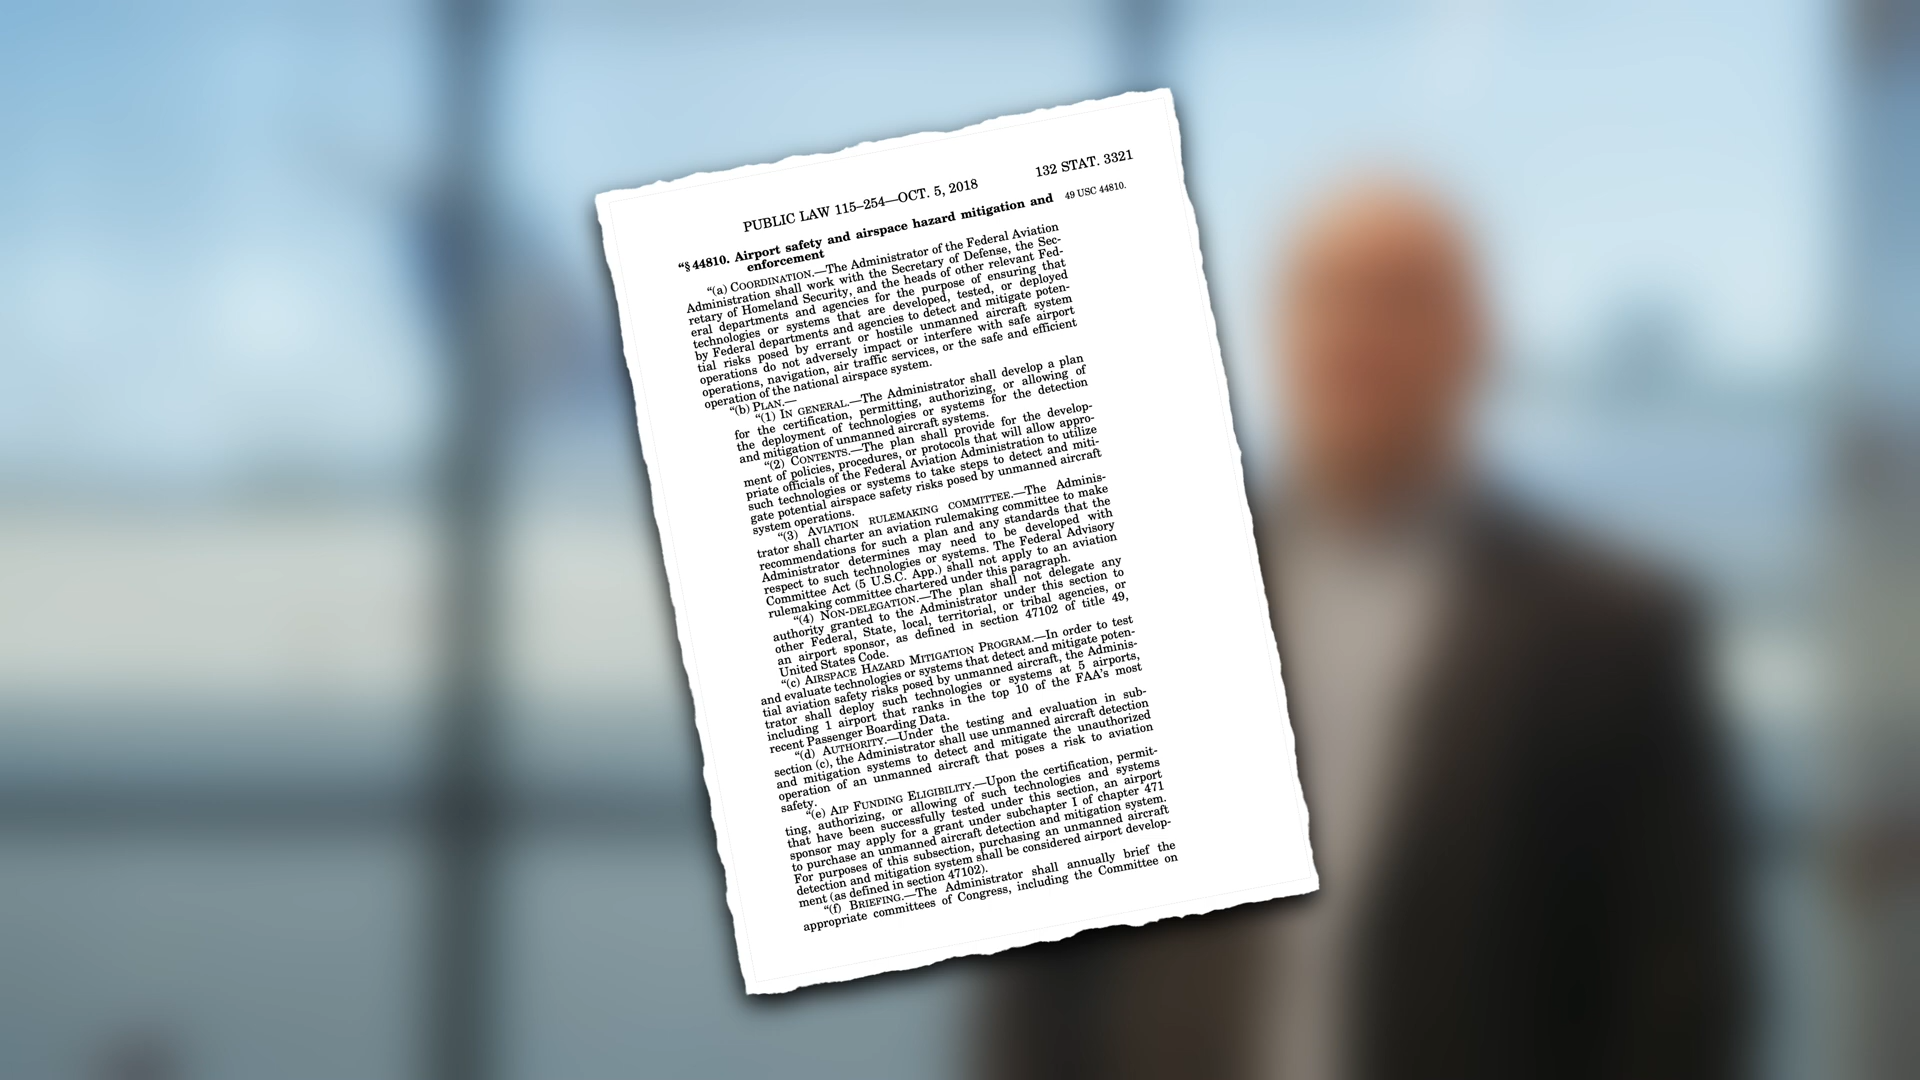 PUBLIC LAW 115–254—OCT. 5, 2018 132 STAT. 3321
“§ 44810. Airport safety and airspace hazard mitigation and 49 USC 44810.
enforcement
“(a) COORDINATION.—The Administrator of the Federal Aviation
Administration shall work with the Secretary of Defense, the Sec-
retary of Homeland Security, and the heads of other relevant Fed-
eral departments and agencies for the purpose of ensuring that
technologies or systems that are developed, tested, or deployed
by Federal departments and agencies to detect and mitigate poten-
tial risks posed by errant or hostile unmanned aircraft system
operations do not adversely impact or interfere with safe airport
operations, navigation, air traffic services, or the safe and efficient
operation of the national airspace system.
“(b) PLAN.—
“(1) IN GENERAL.—The Administrator shall develop a plan
for the certification, permitting, authorizing, or allowing of
the deployment of technologies or systems for the detection
and mitigation of unmanned aircraft systems.
“(2) CONTENTS.—The plan shall provide for the develop-
ment of policies, procedures, or protocols that will allow appro-
priate officials of the Federal Aviation Administration to utilize
such technologies or systems to take steps to detect and miti-
gate potential airspace safety risks posed by unmanned aircraft
system operations.
“(3) AVIATION RULEMAKING COMMITTEE.—The Adminis-
trator shall charter an aviation rulemaking committee to make
recommendations for such a plan and any standards that the
Administrator determines may need to be developed with
respect to such technologies or systems. The Federal Advisory
Committee Act (5 U.S.C. App.) shall not apply to an aviation
rulemaking committee chartered under this paragraph.
“(4) NON-DELEGATION.—The plan shall not delegate any
authority granted to the Administrator under this section to
other Federal, State, local, territorial, or tribal agencies, or
an airport sponsor, as defined in section 47102 of title 49,
United States Code.
“(c) AIRSPACE HAZARD MITIGATION PROGRAM.—In order to test
and evaluate technologies or systems that detect and mitigate poten-
tial aviation safety risks posed by unmanned aircraft, the Adminis-
trator shall deploy such technologies or systems at 5 airports,
including 1 airport that ranks in the top 10 of the FAA’s most
recent Passenger Boarding Data.
“(d) AUTHORITY.—Under the testing and evaluation in sub-
section (c), the Administrator shall use unmanned aircraft detection
and mitigation systems to detect and mitigate the unauthorized
operation of an unmanned aircraft that poses a risk to aviation
safety.
“(e) AIP FUNDING ELIGIBILITY.—Upon the certification, permit-
ting, authorizing, or allowing of such technologies and systems
that have been successfully tested under this section, an airport
sponsor may apply for a grant under subchapter I of chapter 471
to purchase an unmanned aircraft detection and mitigation system.
For purposes of this subsection, purchasing an unmanned aircraft
detection and mitigation system shall be considered airport develop-
ment (as defined in section 47102).
“(f) BRIEFING.—The Administrator shall annually brief the
appropriate committees of Congress, including the Committee on